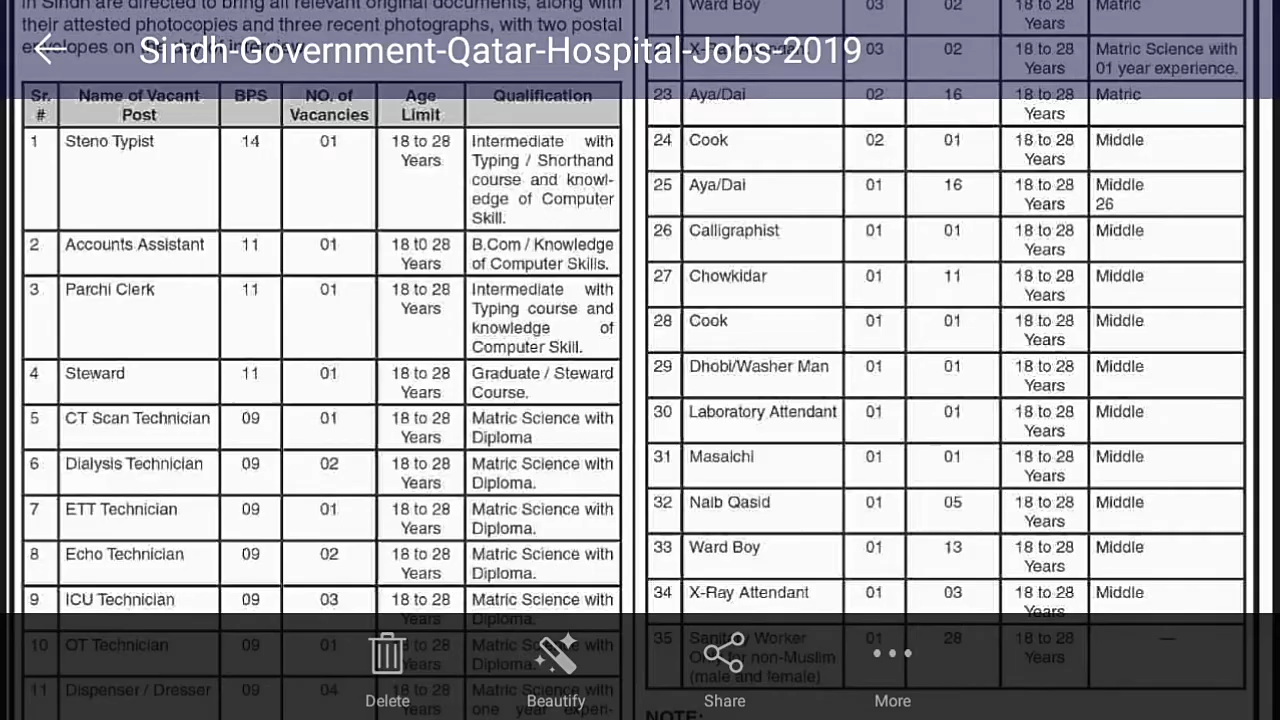 in Sindh are directed to bring all relevant original documents, along with
their attested photocopies and three recent photographs, with two postal
envelopes on the
Sindh-Government-Qatar-Hospital-Jobs-2019
Sr. # Name of Vacant Post BPS NO. of Vacancies Age Limit Qualification
1 Steno Typist 14 01 18 to 28 Years Intermediate with
Typing / Shorthand
course and knowl-
edge of Computer
Skill.
2 Accounts Assistant 11 01 18 to 28 Years B.Com / Knowledge
of Computer Skills.
3 Parchi Clerk 11 01 18 to 28 Years Intermediate with
Typing course and
knowledge of
Computer Skill.
4 Steward 11 01 18 to 28 Years Graduate / Steward
Course.
5 CT Scan Technician 09 01 18 to 28 Years Matric Science with
Diploma
6 Dialysis Technician 09 02 18 to 28 Years Matric Science with
Diploma.
7 ETT Technician 09 01 18 to 28 Years Matric Science with
Diploma.
8 Echo Technician 09 02 18 to 28 Years Matric Science with
Diploma.
9 ICU Technician 09 03 18 to 28 Years Matric Science with
Diploma.
10 OT Technician 09 01 18 to 28 Years Matric Science with
Diploma.
11 Dispenser / Dresser 09 04 18 to 28 Years Matric Science with
one year expen-
21 Ward Boy 03 02 18 to 28 Years Matric
X-Ray 03 02 18 to 28 Years Matric Science with
01 year experience.
23 Aya/Dai 02 16 18 to 28 Years Matric
24 Cook 02 01 18 to 28 Years Middle
25 Aya/Dai 01 16 18 to 28 Years Middle
26
26 Calligraphist 01 01 18 to 28 Years Middle
27 Chowkidar 01 11 18 to 28 Years Middle
28 Cook 01 01 18 to 28 Years Middle
29 Dhobi/Washer Man 01 01 18 to 28 Years Middle
30 Laboratory Attendant 01 01 18 to 28 Years Middle
31 Masalchi 01 01 18 to 28 Years Middle
32 Naib Qasid 01 05 18 to 28 Years Middle
33 Ward Boy 01 13 18 to 28 Years Middle
34 X-Ray Attendant 01 03 18 to 28 Years Middle
35 Sanitary Worker 01 28 18 to 28 Years —
Only for non-Muslim
(male and female)
NOTE:
Delete Beautify Share More